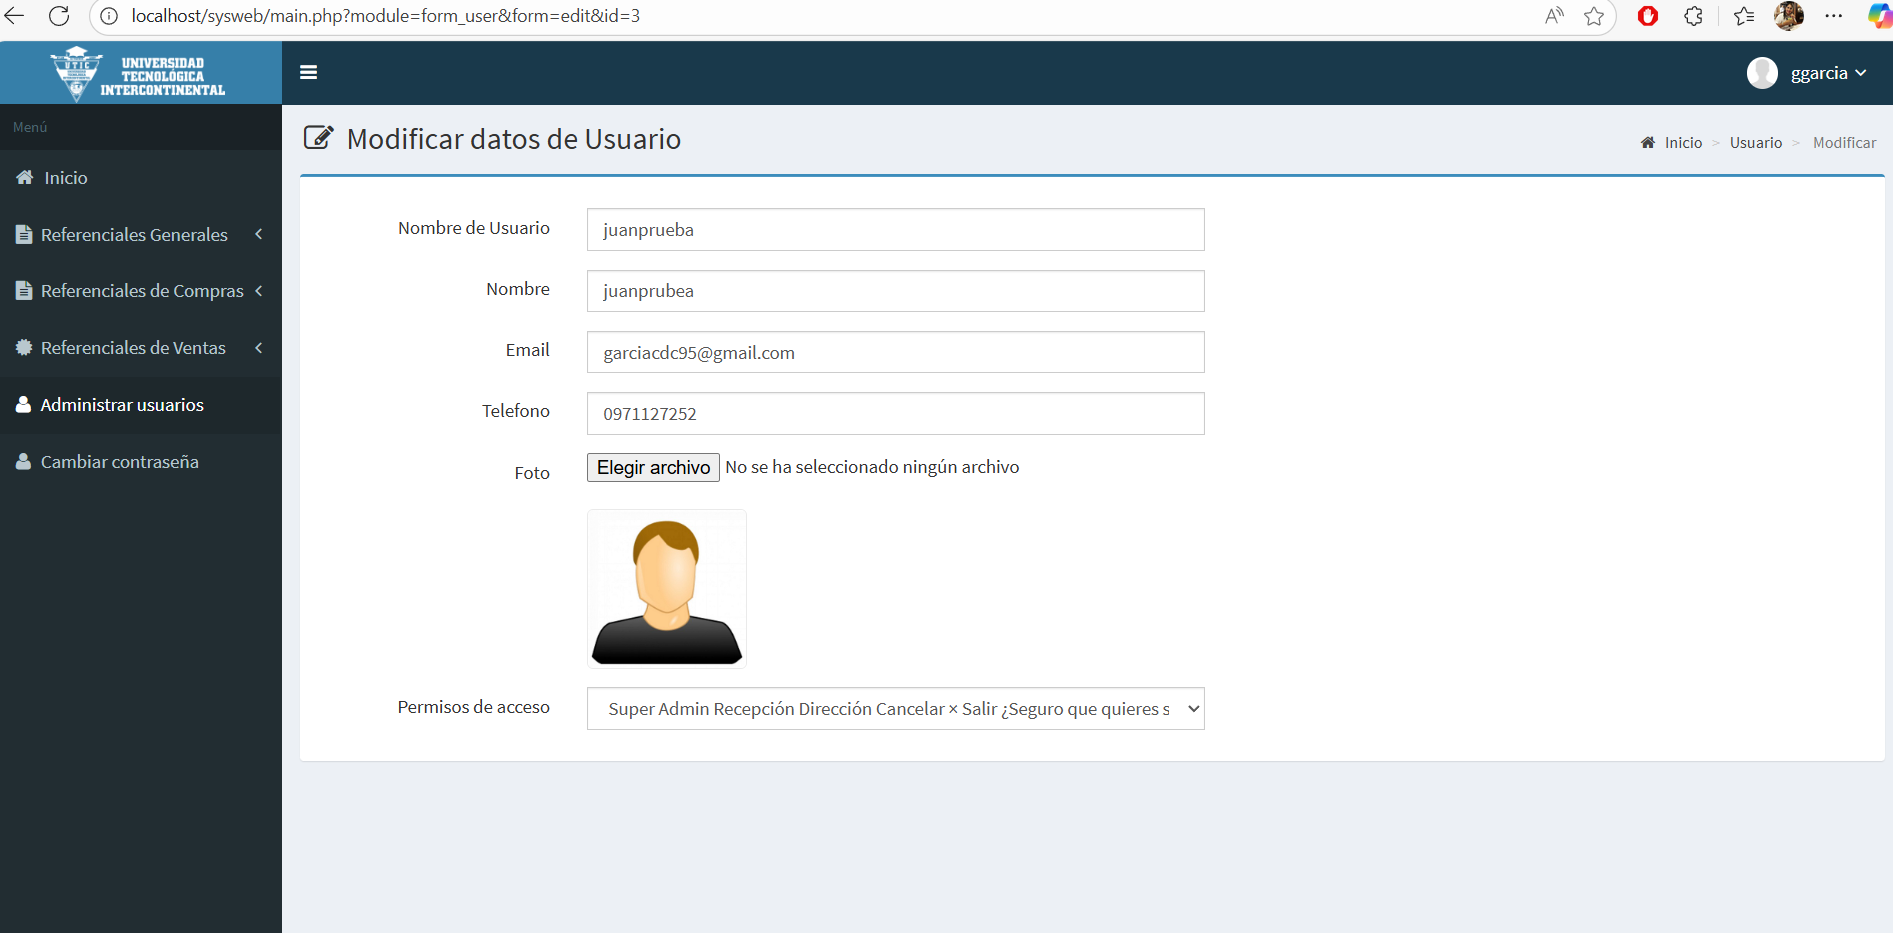 localhost/sysweb/main.php?module=form_user&form=edit&id=3
UTIC
UNIVERSIDAD
TECNOLÓGICA
INTERCONTINENTAL
ggarcia
Menú
Modificar datos de Usuario
Inicio > Usuario > Modificar
Inicio
Referenciales Generales
Referenciales de Compras
Referenciales de Ventas
Administrar usuarios
Cambiar contraseña
Nombre de Usuario juanprueba
Nombre juanprubea
Email garciacdc95@gmail.com
Telefono 0971127252
Foto Elegir archivo No se ha seleccionado ningún archivo
Permisos de acceso Super Admin Recepción Dirección Cancelar × Salir ¿Seguro que quieres s